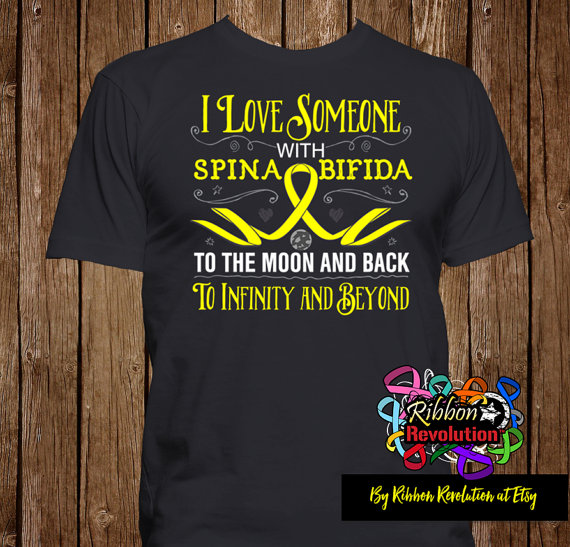 I Love Someone
WITH
SPINA BIFIDA
TO THE MOON AND BACK
To Infinity and Beyond
Ribbon
Revolution
By Ribbon Revolution at Etsy